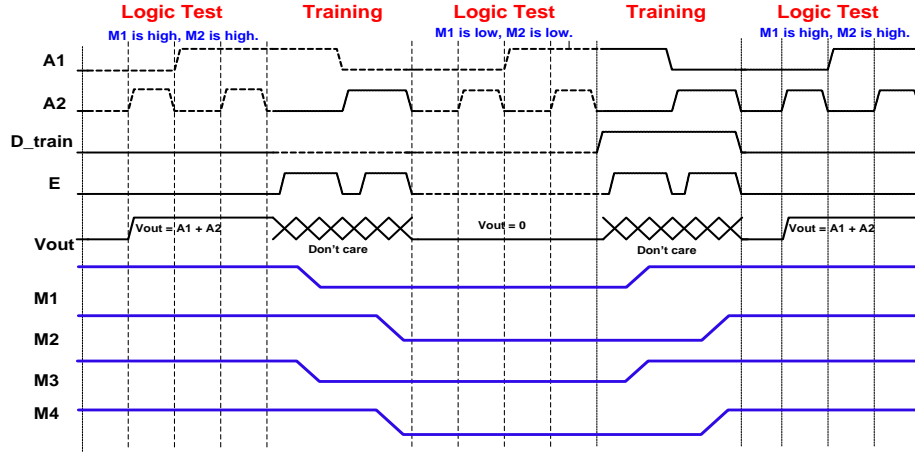 Logic Test Training Logic Test Training Logic Test
M1 is high, M2 is high. M1 is low, M2 is low. M1 is high, M2 is high.
A1
A2
D_train
E
Vout = A1 + A2 Vout = 0 Vout = A1 + A2
Vout
Don't care Don't care
M1
M2
M3
M4